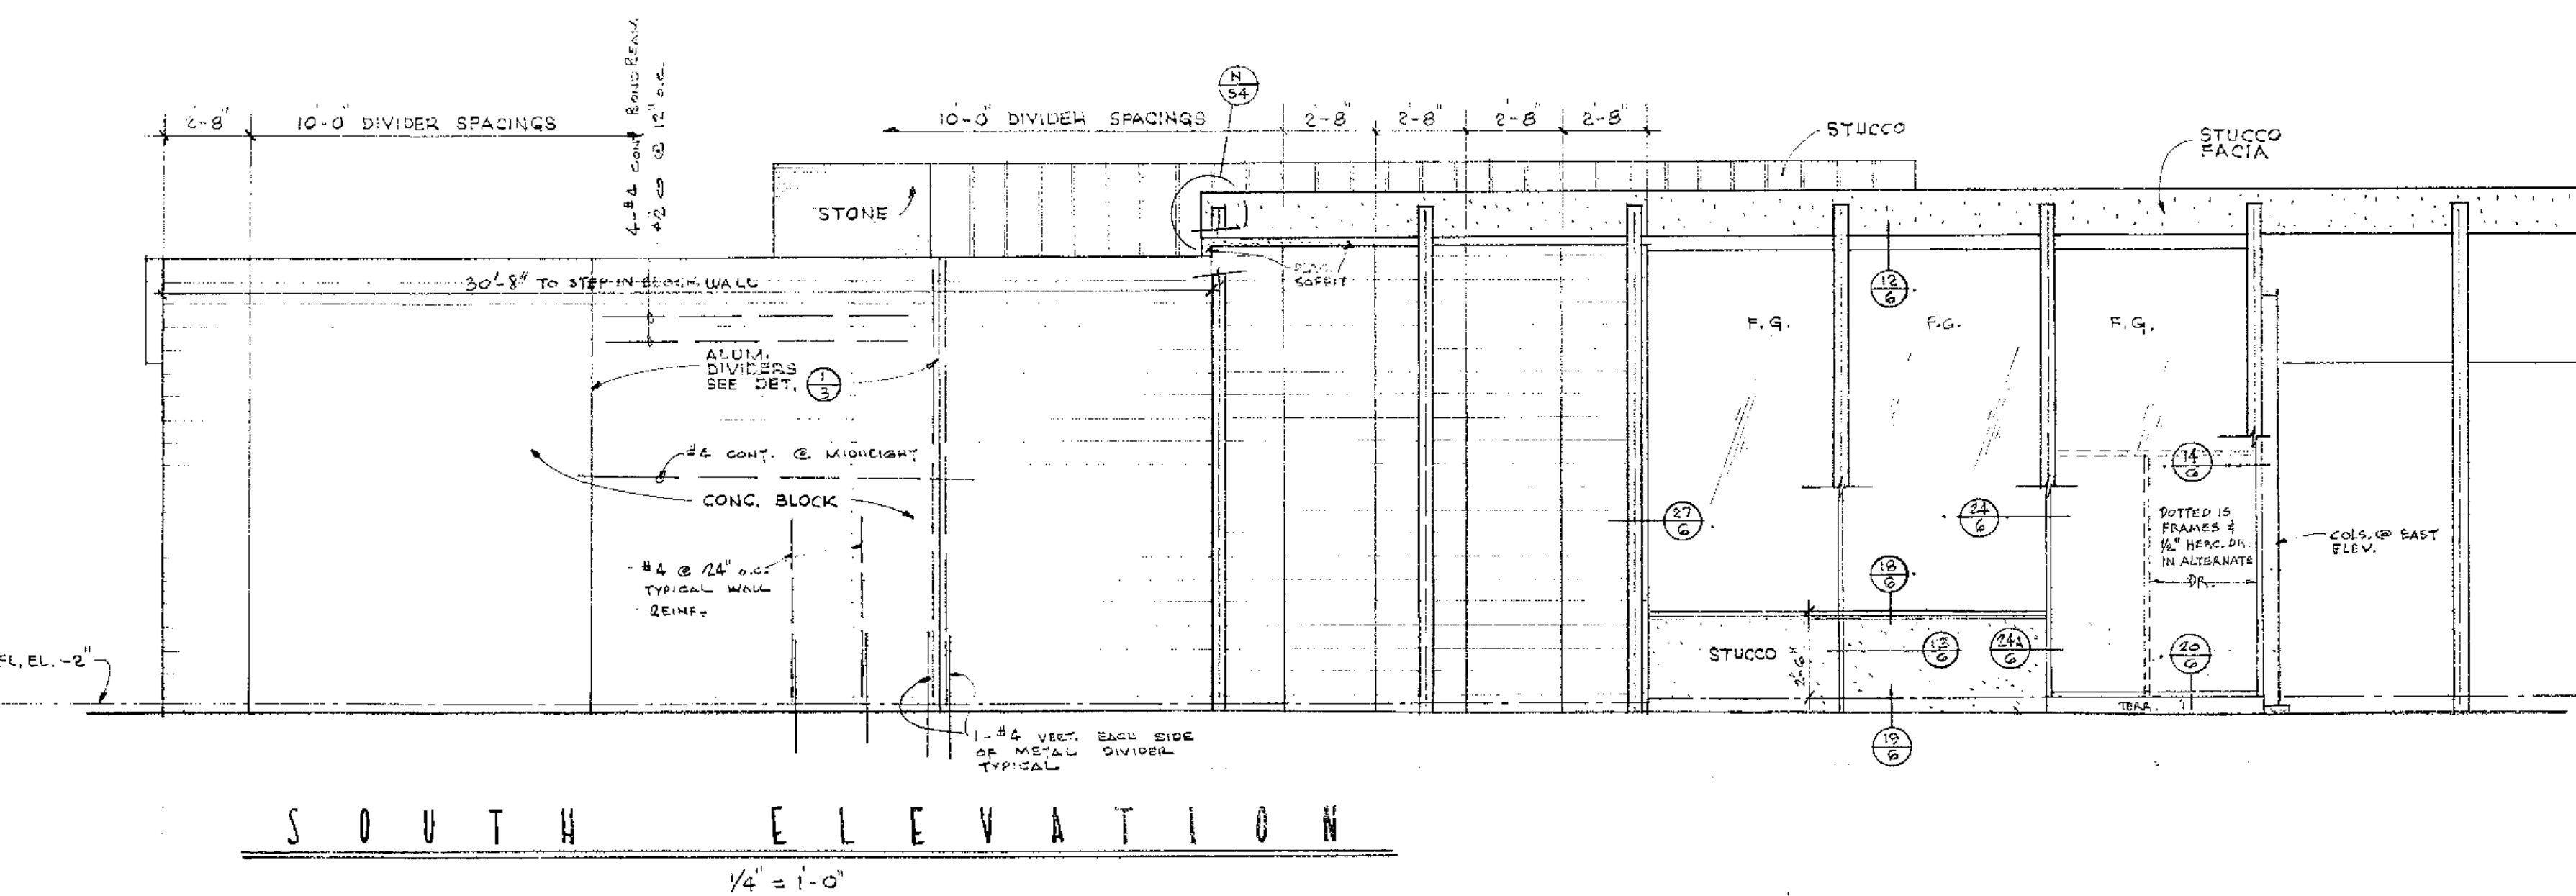 4-#4 CONT BOND BEAM
#2 @ 12" o.c.
2'-8"
10'-0" DIVIDER SPACINGS
N
S4
10'-0" DIVIDER SPACINGS
2'-8"
2'-8"
2'-8"
2'-8"
STUCCO
STUCCO
FACIA
STONE
30'-8" TO STEP IN BLOCK WALL
SOFFIT
12
6
F.G.
F.G.
F.G.
ALUM.
DIVIDERS
SEE DET.
1
3
#4 CONT. @ MIDHEIGHT
CONC. BLOCK
14
6
27
6
24
6
DOTTED IS
FRAMES &
1/2" HERC. DR.
IN ALTERNATE
DR.
COLS. @ EAST
ELEV.
#4 @ 24" o.c.
TYPICAL WALL
REINF.
18
6
STUCCO
2'-6"
6
24A
6
20
6
FL. EL. -2"
TERR.
1-#4 VERT. EACH SIDE
OF METAL DIVIDER
TYPICAL
19
6
SOUTH ELEVATION
1/4" = 1'-0"